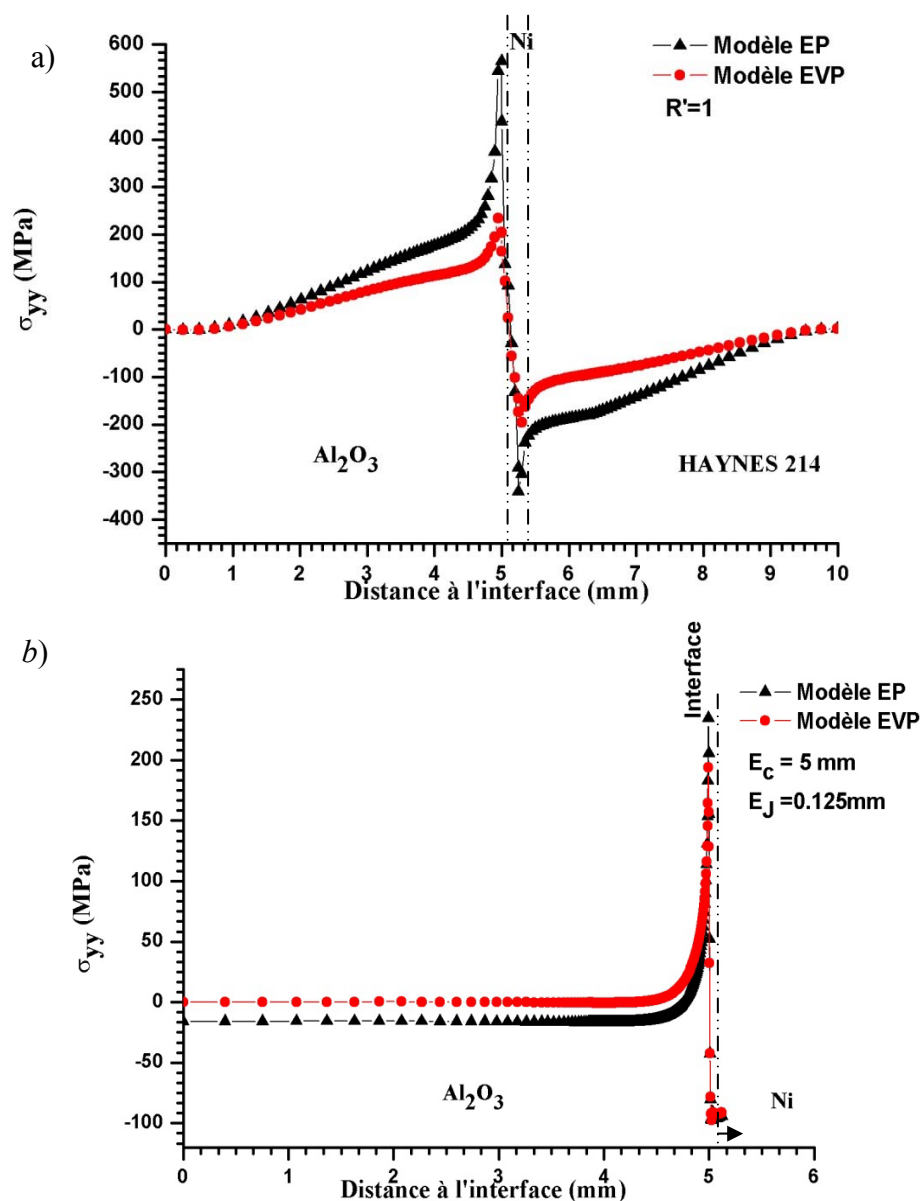 a)
600
500
400
300
200
100
0
-100
-200
-300
-400
σyy (MPa)
Ni
Modèle EP
Modèle EVP
R'=1
Al2O3
HAYNES 214
0 1 2 3 4 5 6 7 8 9 10
Distance à l'interface (mm)
b)
250
200
150
100
50
0
-50
-100
σyy (MPa)
Interface
Modèle EP
Modèle EVP
Ec = 5 mm
EJ =0.125mm
Al2O3
Ni
0 1 2 3 4 5 6
Distance à l'interface (mm)